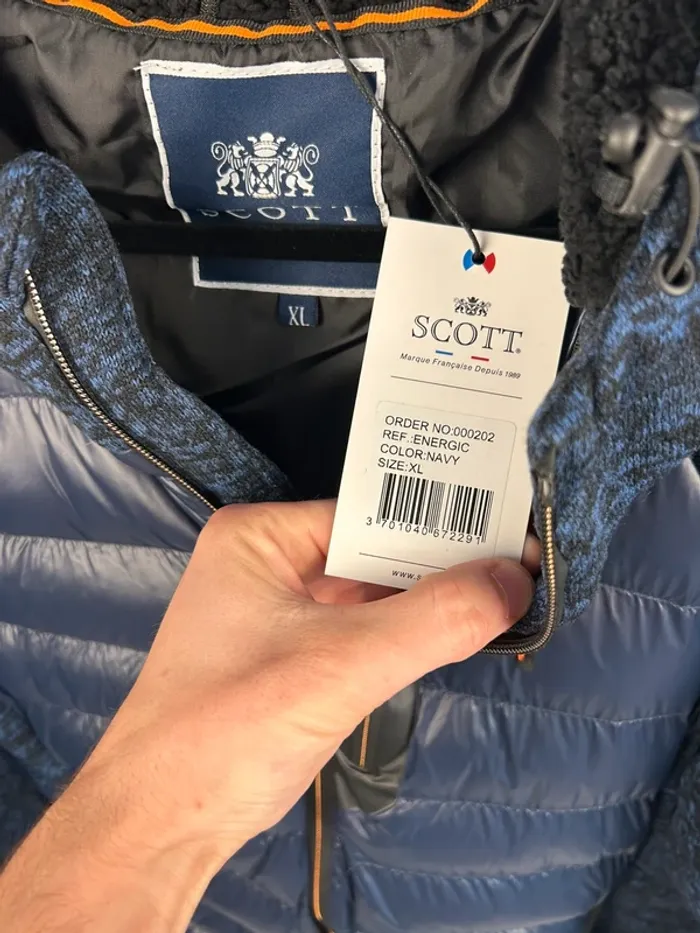 SCOTT
XL
SCOTT
Marque Française Depuis 1989
ORDER NO:000202
REF.:ENERGIC
COLOR:NAVY
SIZE:XL
3 701040 672291
www.s